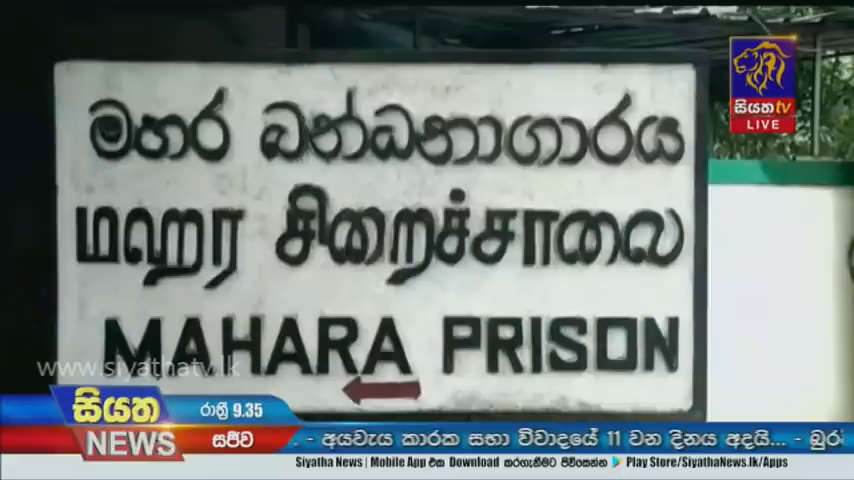 මහර බන්ධනාගාරය
மஹர சிறைச்சாலை
MAHARA PRISON
සියත tv
LIVE
www.siyathatv.lk
සියත
NEWS
රාත්‍රී 9.35
සජීව
... - අයවැය කාරක සභා විවාදයේ 11 වන දිනය අදයි... -
Siyatha News | Mobile App එක Download කරගැනීමට පිවිසෙන්න Play Store/SiyathaNews.lk/Apps